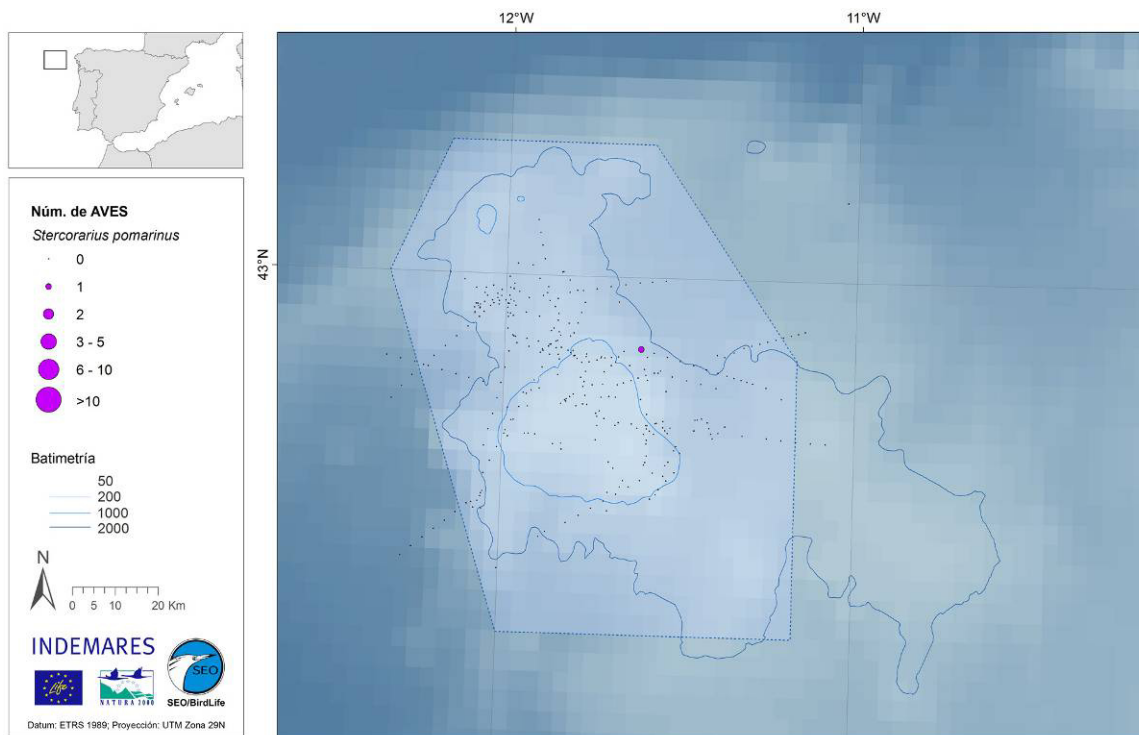 12°W
11°W
43°N
Núm. de AVES
Stercorarius pomarinus
0
1
2
3 - 5
6 - 10
>10
Batimetría
50
200
1000
2000
N
0 5 10 20 Km
INDEMARES
Life
NATURA 2000
SEO
SEO/BirdLife
Datum: ETRS 1989; Proyección: UTM Zona 29N